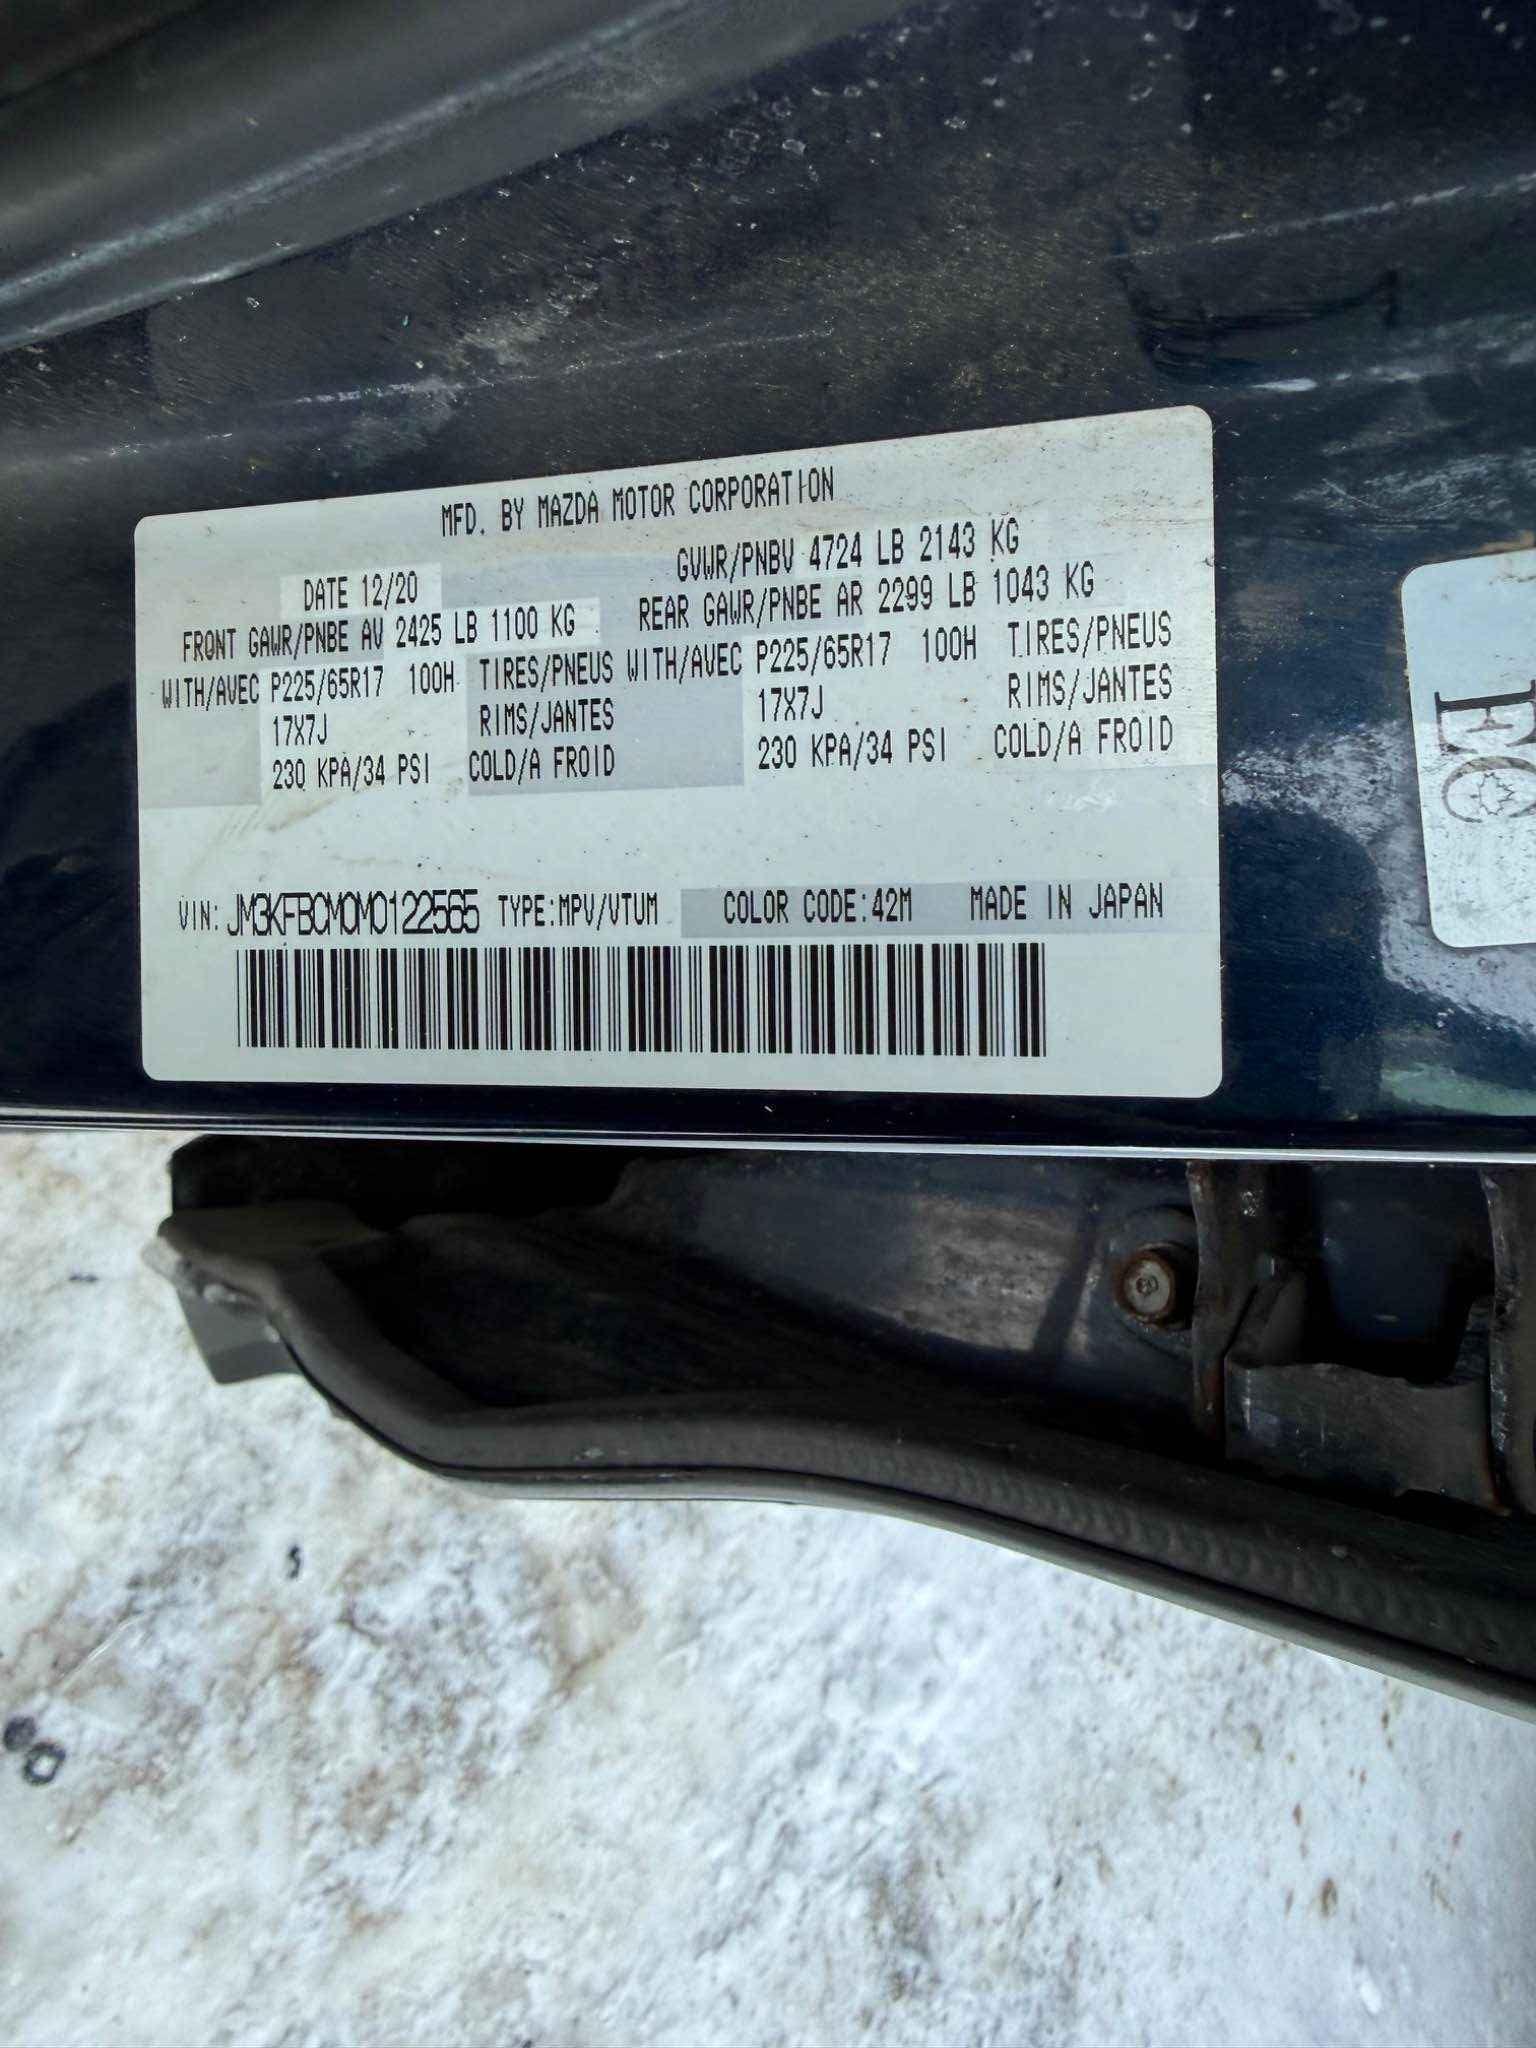 MFD. BY MAZDA MOTOR CORPORATION
DATE 12/20 GVWR/PNBV 4724 LB 2143 KG
FRONT GAWR/PNBE AV 2425 LB 1100 KG REAR GAWR/PNBE AR 2299 LB 1043 KG
WITH/AVEC P225/65R17 100H TIRES/PNEUS WITH/AVEC P225/65R17 100H TIRES/PNEUS
17X7J RIMS/JANTES 17X7J RIMS/JANTES
230 KPA/34 PSI COLD/A FROID 230 KPA/34 PSI COLD/A FROID
VIN: JM3KFBCM0M0122565 TYPE:MPV/VTUM COLOR CODE:42M MADE IN JAPAN